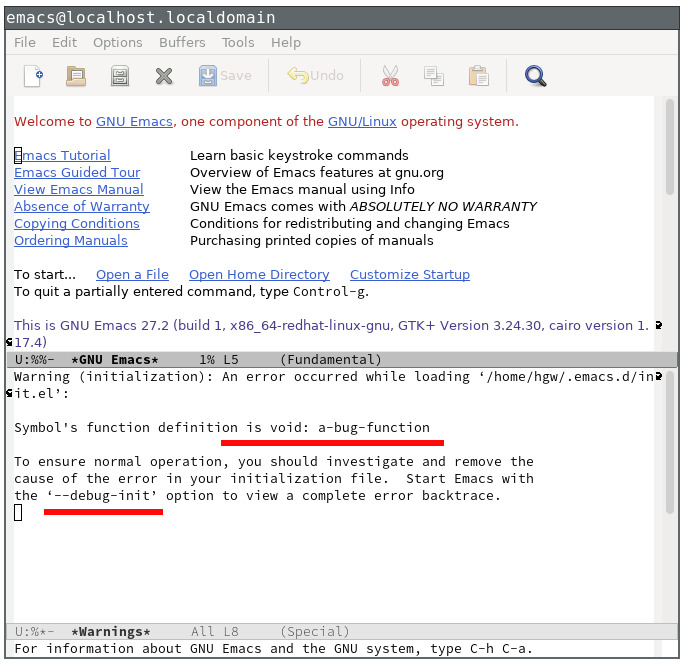 emacs@localhost.localdomain
File Edit Options Buffers Tools Help
Save Undo
Welcome to GNU Emacs, one component of the GNU/Linux operating system.
Emacs Tutorial Learn basic keystroke commands
Emacs Guided Tour Overview of Emacs features at gnu.org
View Emacs Manual View the Emacs manual using Info
Absence of Warranty GNU Emacs comes with ABSOLUTELY NO WARRANTY
Copying Conditions Conditions for redistributing and changing Emacs
Ordering Manuals Purchasing printed copies of manuals
To start... Open a File Open Home Directory Customize Startup
To quit a partially entered command, type Control-g.
This is GNU Emacs 27.2 (build 1, x86_64-redhat-linux-gnu, GTK+ Version 3.24.30, cairo version 1.
17.4)
U:%%- *GNU Emacs* 1% L5 (Fundamental)
Warning (initialization): An error occurred while loading ‘/home/hgw/.emacs.d/in
it.el’:
Symbol's function definition is void: a-bug-function
To ensure normal operation, you should investigate and remove the
cause of the error in your initialization file. Start Emacs with
the ‘--debug-init’ option to view a complete error backtrace.
U:%*- *Warnings* All L8 (Special)
For information about GNU Emacs and the GNU system, type C-h C-a.